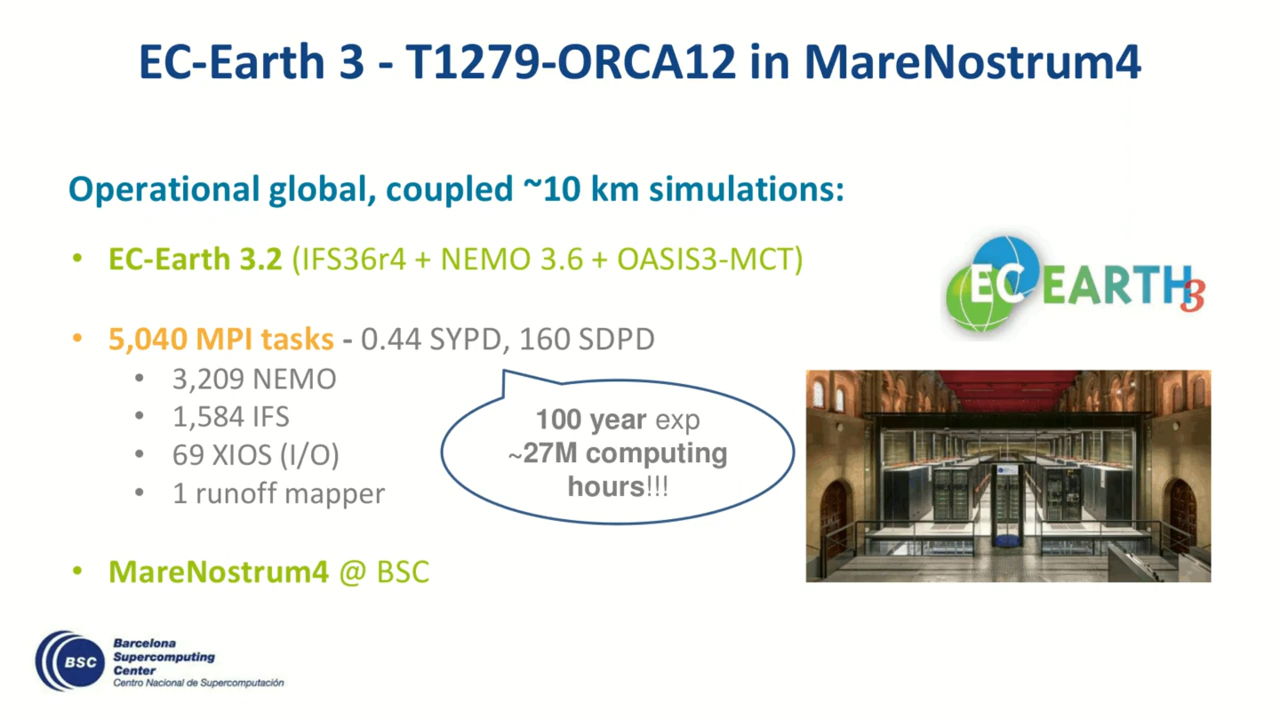 EC-Earth 3 - T1279-ORCA12 in MareNostrum4
Operational global, coupled ~10 km simulations:
• EC-Earth 3.2 (IFS36r4 + NEMO 3.6 + OASIS3-MCT)
EC EARTH 3
• 5,040 MPI tasks - 0.44 SYPD, 160 SDPD
• 3,209 NEMO
• 1,584 IFS
• 69 XIOS (I/O)
• 1 runoff mapper
100 year exp
~27M computing
hours!!!
• MareNostrum4 @ BSC
BSC
Barcelona
Supercomputing
Center
Centro Nacional de Supercomputación